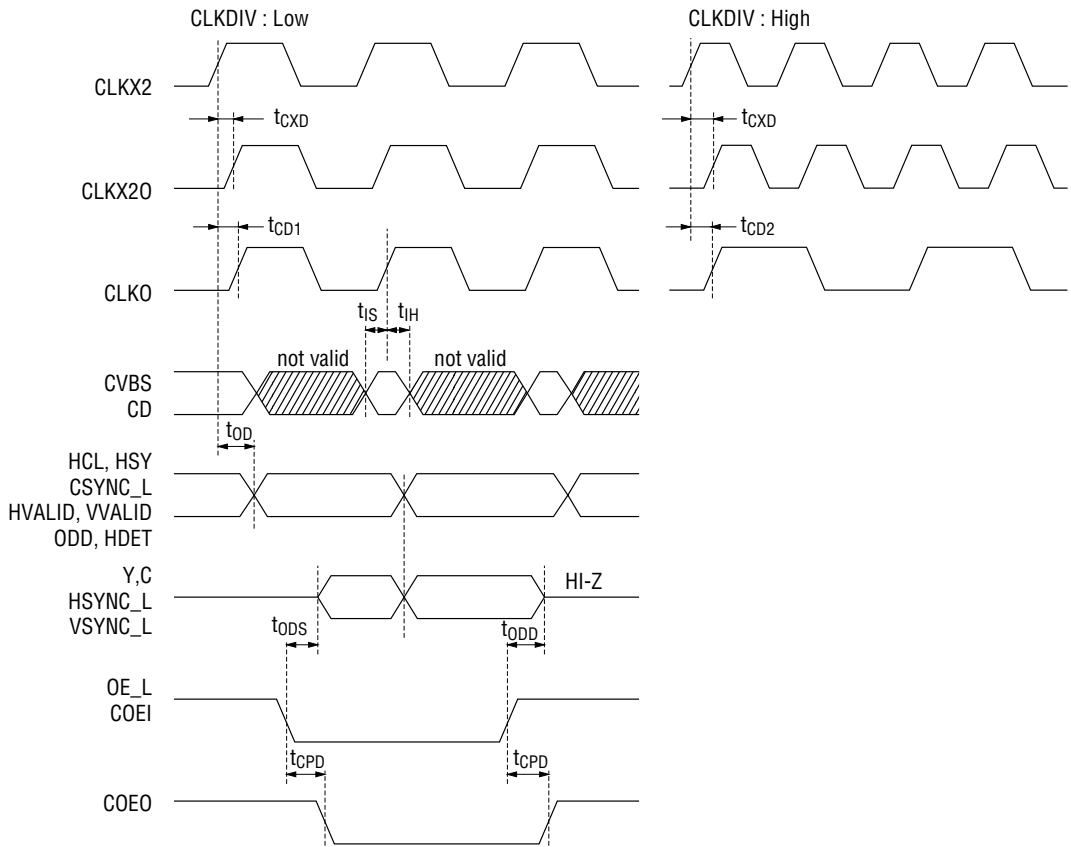 CLKDIV : Low
CLKDIV : High
CLKX2
tCXD
tCXD
CLKX2O
tCD1
tCD2
CLKO
tIS
tIH
not valid
not valid
CVBS
CD
tOD
HCL, HSY
CSYNC_L
HVALID, VVALID
ODD, HDET
Y,C
HSYNC_L
VSYNC_L
HI-Z
tODS
tODD
OE_L
COEI
tCPD
tCPD
COEO